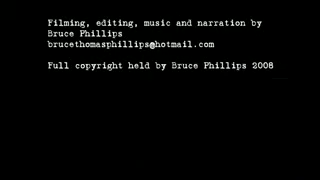 Filming, editing, music and narration by
Bruce Phillips
brucethomasphillips@hotmail.com
Full copyright held by Bruce Phillips 2008